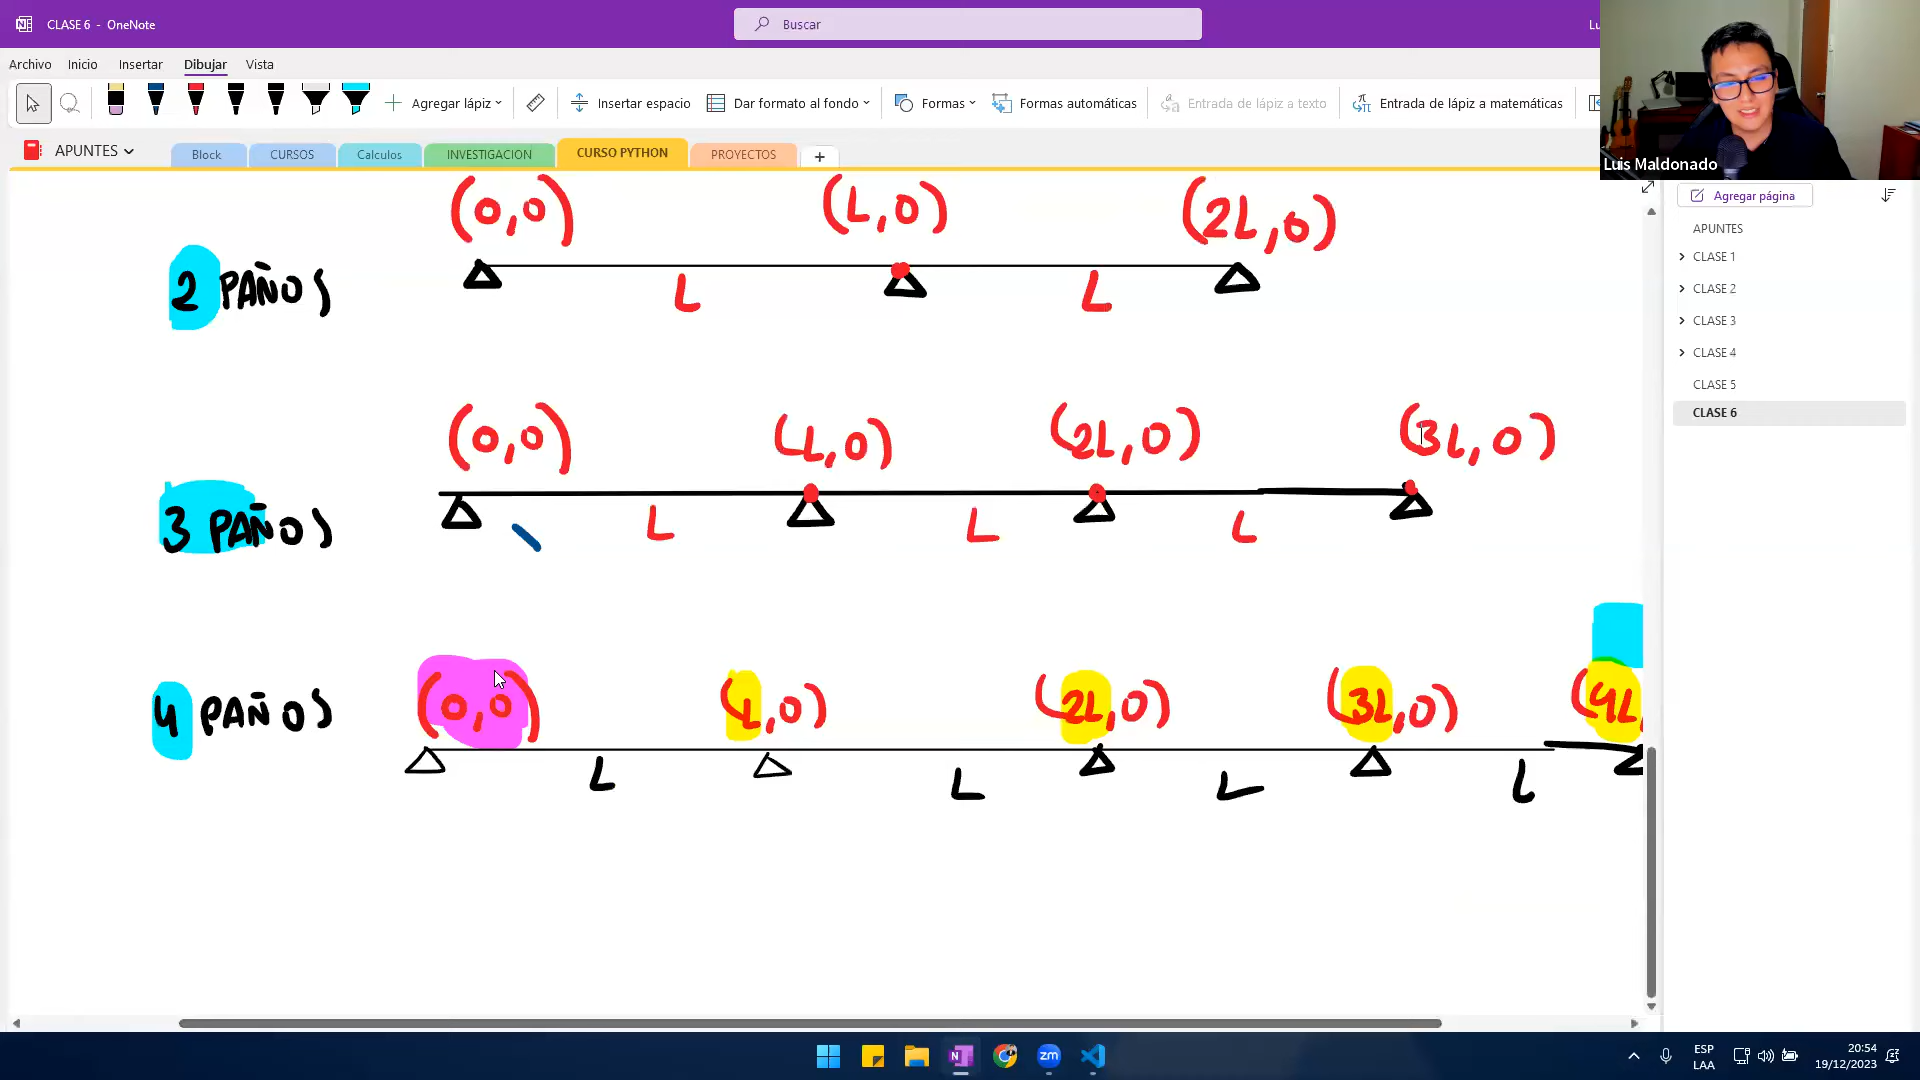 CLASE 6 - OneNote
Buscar
Lu
Archivo Inicio Insertar Dibujar Vista
Agregar lápiz
Insertar espacio
Dar formato al fondo
Formas
Formas automáticas
Entrada de lápiz a texto
Entrada de lápiz a matemáticas
Luis Maldonado
APUNTES
Block
CURSOS
Calculos
INVESTIGACION
CURSO PYTHON
PROYECTOS
+
Agregar página
APUNTES
CLASE 1
CLASE 2
CLASE 3
CLASE 4
CLASE 5
CLASE 6
(0,0) (L,0) (2L,0)
2 PAÑOS
L L
(0,0) (L,0) (2L,0) (3L,0)
3 PAÑOS
L L L
(0,0) (L,0) (2L,0) (3L,0) (4L,
4 PAÑOS
L L L L
zm
ESP
LAA
20:54
19/12/2023